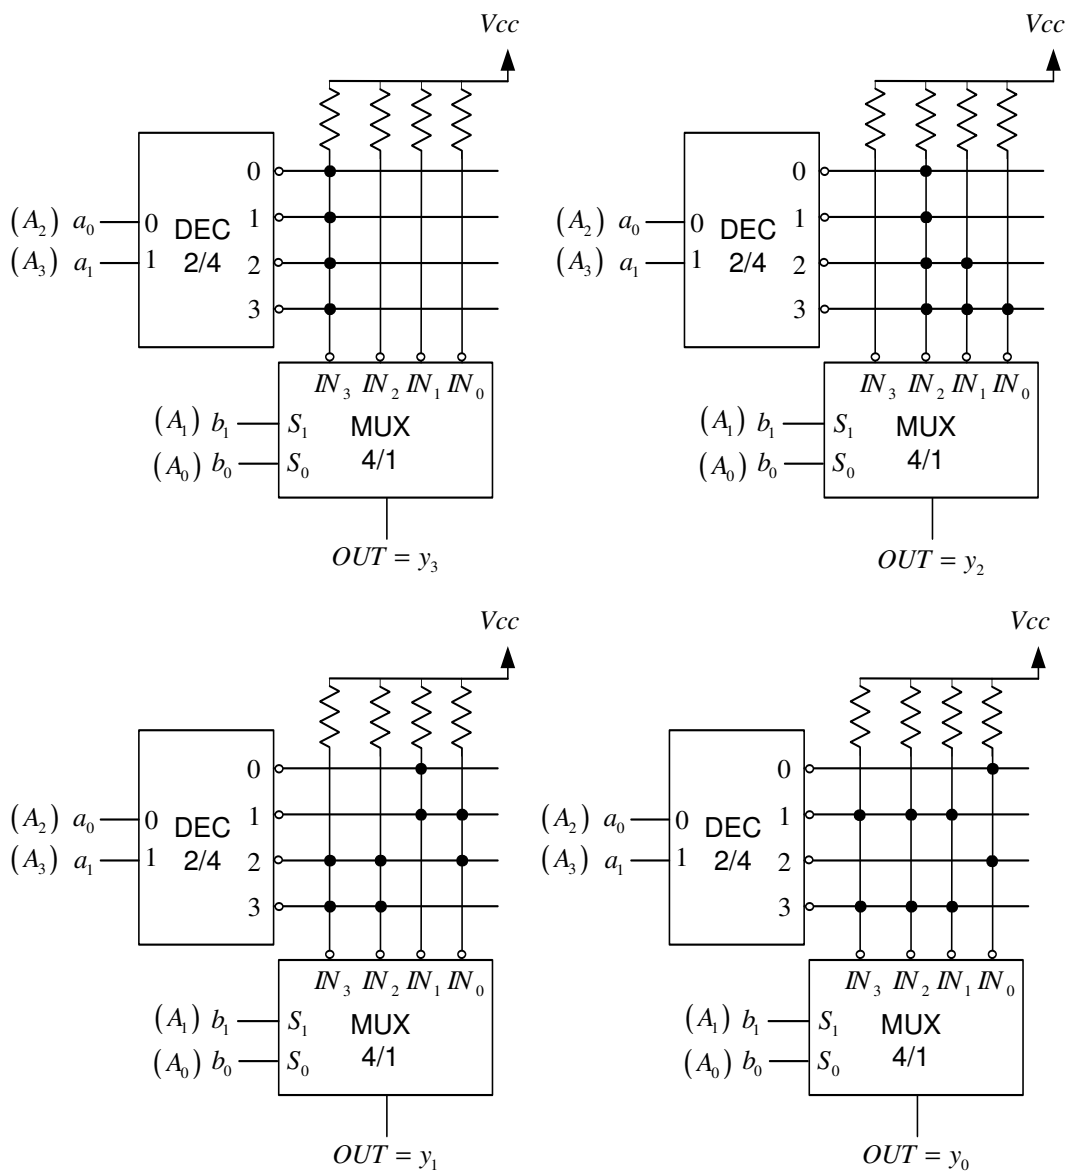 Vcc
0
(A₂) a₀ 0 DEC 1
(A₃) a₁ 1 2/4 2
3
IN₃ IN₂ IN₁ IN₀
(A₁) b₁ S₁ MUX
(A₀) b₀ S₀ 4/1
OUT = y₃
Vcc
0
(A₂) a₀ 0 DEC 1
(A₃) a₁ 1 2/4 2
3
IN₃ IN₂ IN₁ IN₀
(A₁) b₁ S₁ MUX
(A₀) b₀ S₀ 4/1
OUT = y₂
Vcc
0
(A₂) a₀ 0 DEC 1
(A₃) a₁ 1 2/4 2
3
IN₃ IN₂ IN₁ IN₀
(A₁) b₁ S₁ MUX
(A₀) b₀ S₀ 4/1
OUT = y₁
Vcc
0
(A₂) a₀ 0 DEC 1
(A₃) a₁ 1 2/4 2
3
IN₃ IN₂ IN₁ IN₀
(A₁) b₁ S₁ MUX
(A₀) b₀ S₀ 4/1
OUT = y₀